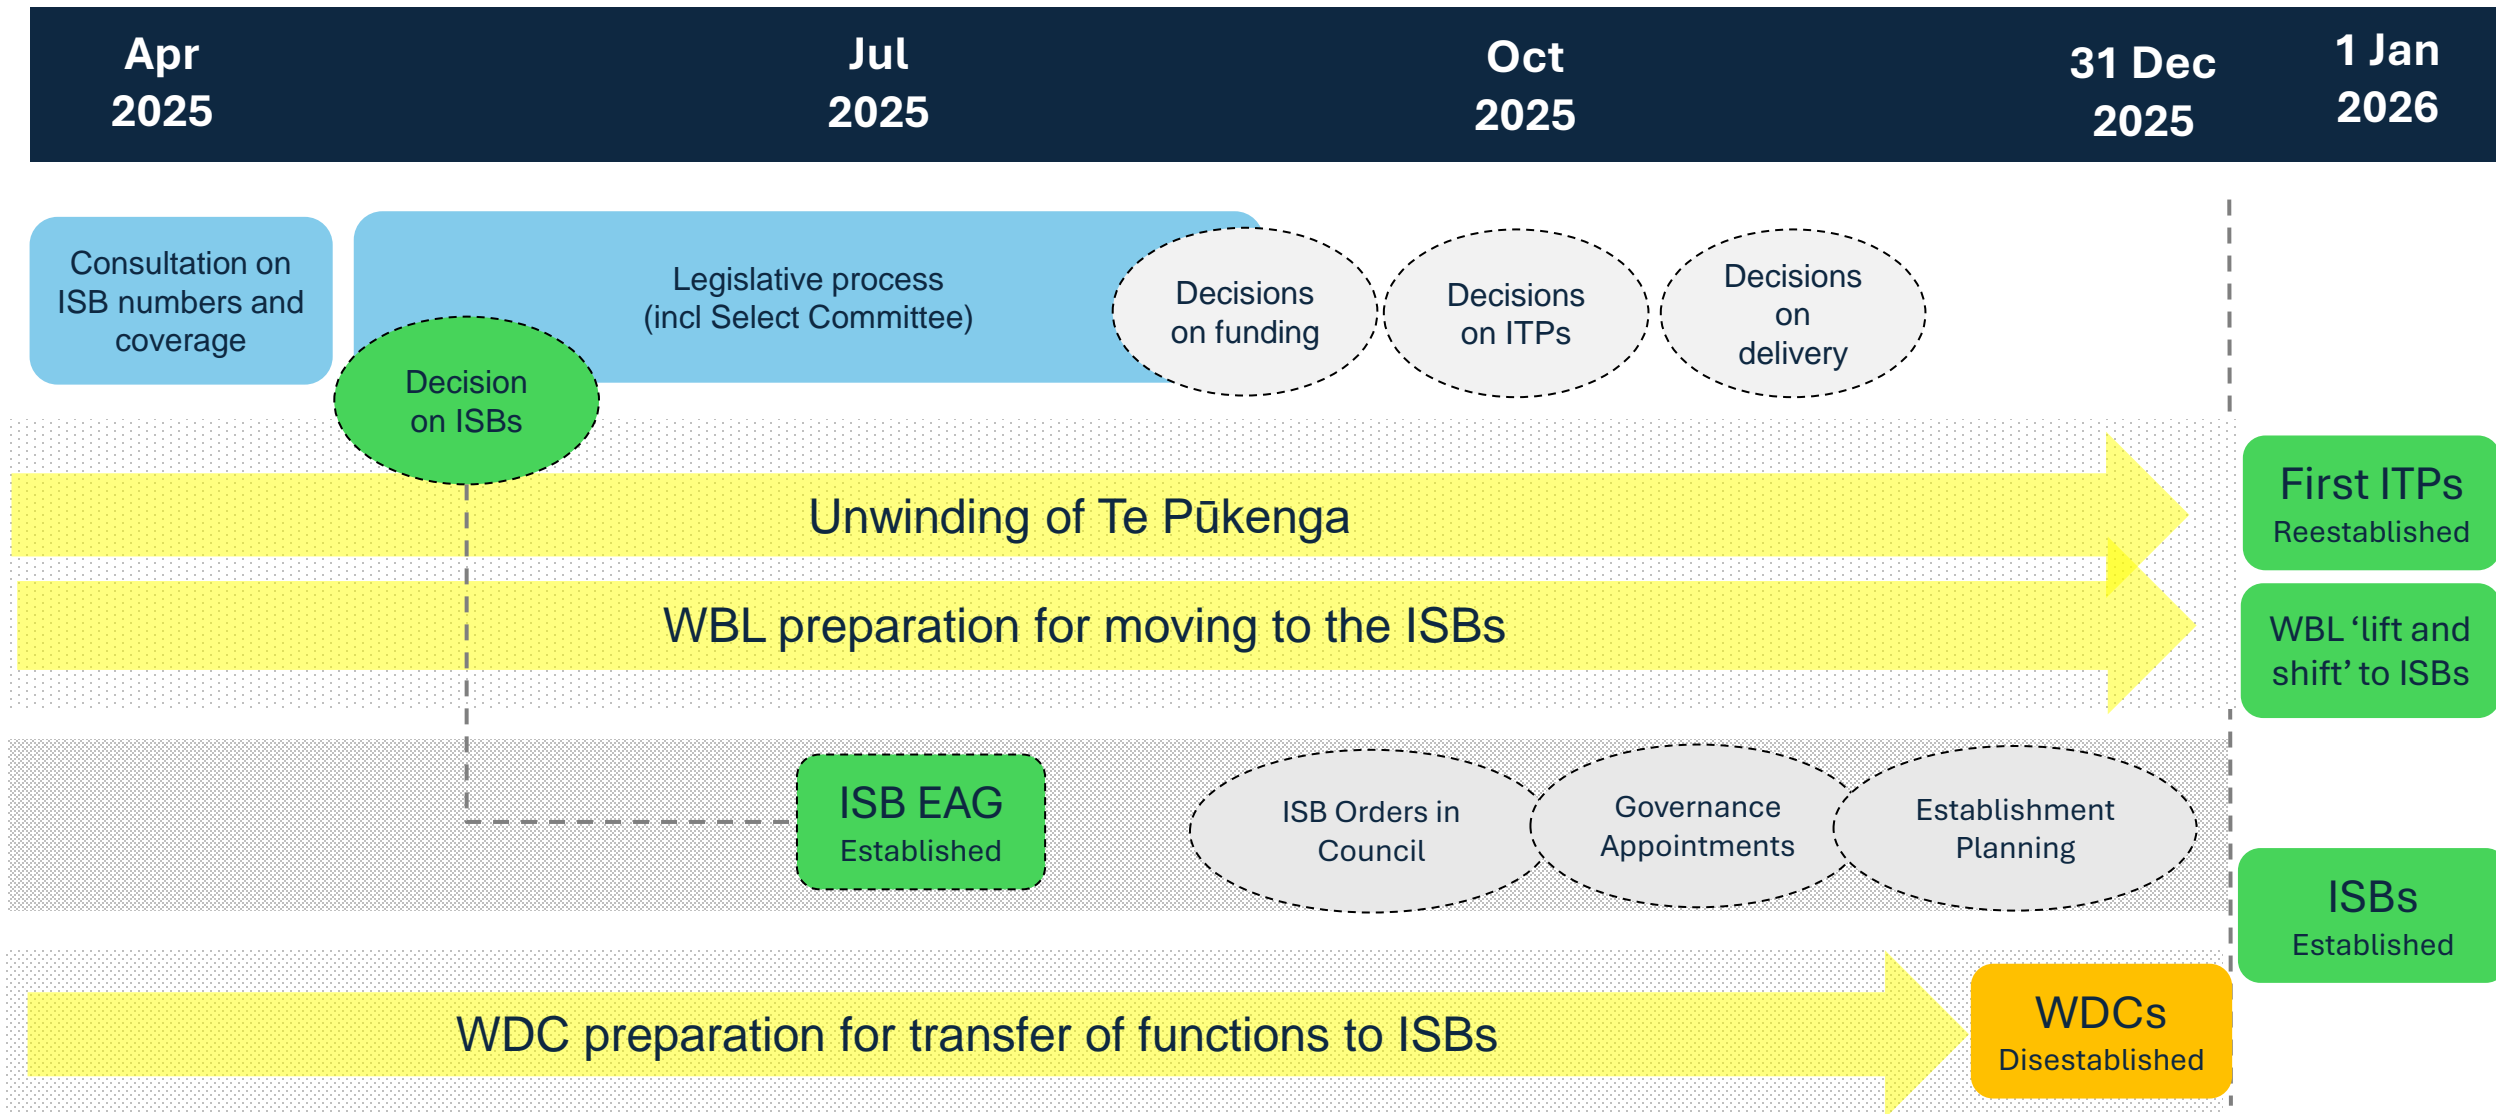 Apr
2025
Jul
2025
Oct
2025
31 Dec
2025
1 Jan
2026
Consultation on
ISB numbers and
coverage
Legislative process
(incl Select Committee)
Decision
on ISBs
Decisions
on funding
Decisions
on ITPs
Decisions
on
delivery
Unwinding of Te Pūkenga
First ITPs
Reestablished
WBL preparation for moving to the ISBs
WBL ‘lift and
shift’ to ISBs
ISB EAG
Established
ISB Orders in
Council
Governance
Appointments
Establishment
Planning
ISBs
Established
WDC preparation for transfer of functions to ISBs
WDCs
Disestablished